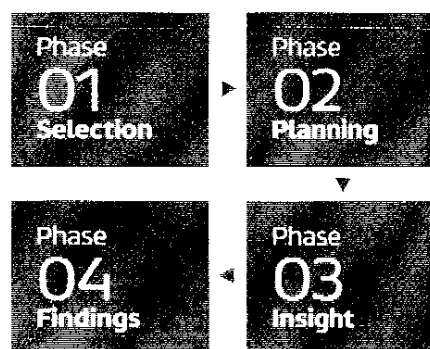 Phase
01
Selection
Phase
02
Planning
Phase
03
Insight
Phase
04
Findings